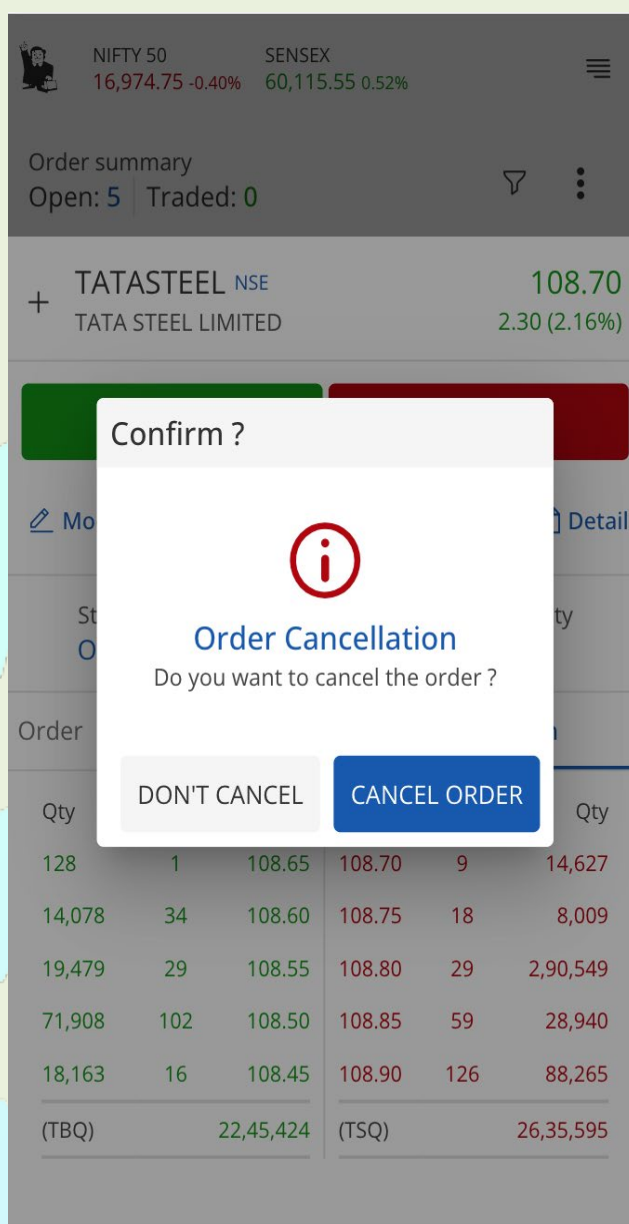 NIFTY 50 SENSEX
16,974.75 -0.40% 60,115.55 0.52%
Order summary
Open: 5 Traded: 0
TATASTEEL NSE 108.70
TATA STEEL LIMITED 2.30 (2.16%)
Confirm ?
Mo Detail
St ty
O
Order Cancellation
Do you want to cancel the order ?
Order
DON'T CANCEL CANCEL ORDER
Qty Qty
128 1 108.65 108.70 9 14,627
14,078 34 108.60 108.75 18 8,009
19,479 29 108.55 108.80 29 2,90,549
71,908 102 108.50 108.85 59 28,940
18,163 16 108.45 108.90 126 88,265
(TBQ) 22,45,424 (TSQ) 26,35,595